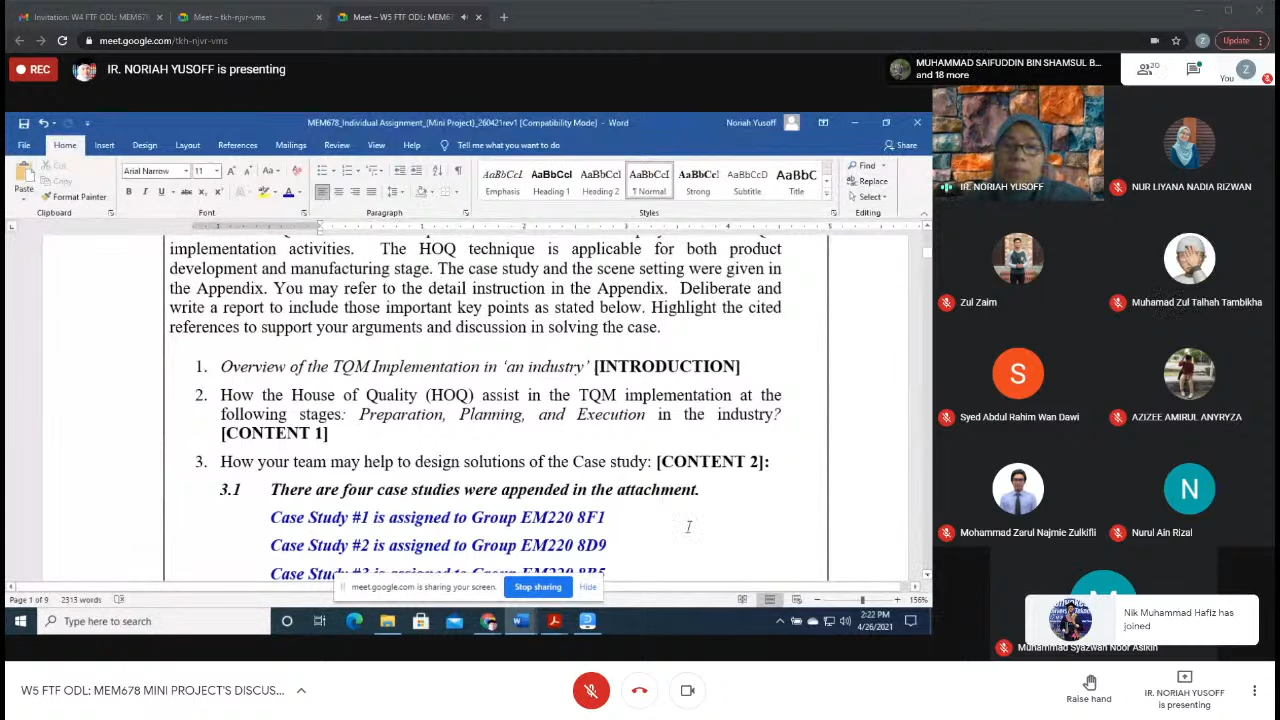 Invitation: W4 FTF ODL: MEM678
Meet – tkh-njvr-vms
Meet – W5 FTF ODL: MEM67
meet.google.com/tkh-njvr-vms
Z
Update
REC
IR. NORIAH YUSOFF is presenting
MUHAMMAD SAIFUDDIN BIN SHAMSUL B...
and 18 more
20
You
Z
MEM678_Individual Assignment_(Mini Project)_260421rev1 [Compatibility Mode] - Word
Noriah Yusoff
File Home Insert Design Layout References Mailings Review View Help Tell me what you want to do
Share
Paste
Cut
Copy
Format Painter
Arial Narrow 11
AaBbCcI AaBbCcI AaBbCcI AaBbCcI AaBbCc! AaBbCcD AaBbC
Emphasis Heading 1 Heading 2 ¶ Normal Strong Subtitle Title
Find
Replace
Select
Clipboard Font Paragraph Styles Editing
implementation activities. The HOQ technique is applicable for both product
development and manufacturing stage. The case study and the scene setting were given in
the Appendix. You may refer to the detail instruction in the Appendix. Deliberate and
write a report to include those important key points as stated below. Highlight the cited
references to support your arguments and discussion in solving the case.
1. Overview of the TQM Implementation in ‘an industry’ [INTRODUCTION]
2. How the House of Quality (HOQ) assist in the TQM implementation at the
following stages: Preparation, Planning, and Execution in the industry?
[CONTENT 1]
3. How your team may help to design solutions of the Case study: [CONTENT 2]:
3.1 There are four case studies were appended in the attachment.
Case Study #1 is assigned to Group EM220 8F1
Case Study #2 is assigned to Group EM220 8D9
Case Study #3 is assigned to Group EM220 8B5
meet.google.com is sharing your screen.
Stop sharing
Hide
Page 1 of 9 2313 words
156%
Type here to search
2:22 PM
4/26/2021
IR. NORIAH YUSOFF
NUR LIYANA NADIA RIZWAN
Zul Zaim
Muhamad Zul Talhah Tambikha
S
Syed Abdul Rahim Wan Dawi
AZIZEE AMIRUL ANYRYZA
Mohammad Zarul Najmie Zulkifli
N
Nurul Ain Rizal
Muhammad Syazwan Noor Asikin
Nik Muhammad Hafiz has
joined
W5 FTF ODL: MEM678 MINI PROJECT'S DISCUS...
Raise hand
IR. NORIAH YUSOFF
is presenting